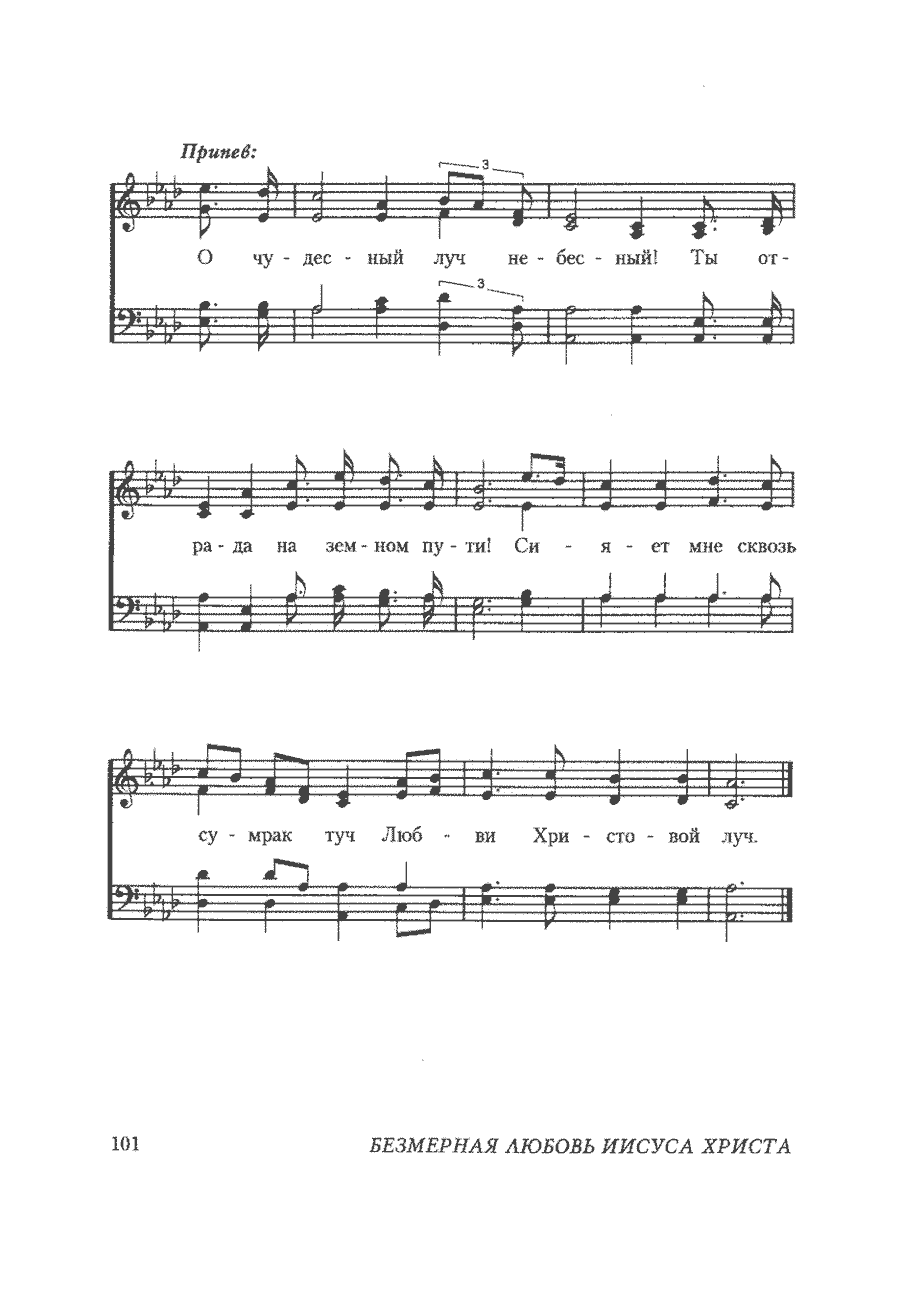 Припев:
3
О чу - дес - ный луч не - бес - ный! Ты от -
3
ра - да на зем - ном пу - ти! Си - я - ет мне сквозь
су - мрак туч Люб - ви Хри - сто - вой луч.
101 БЕЗМЕРНАЯ ЛЮБОВЬ ИИСУСА ХРИСТА